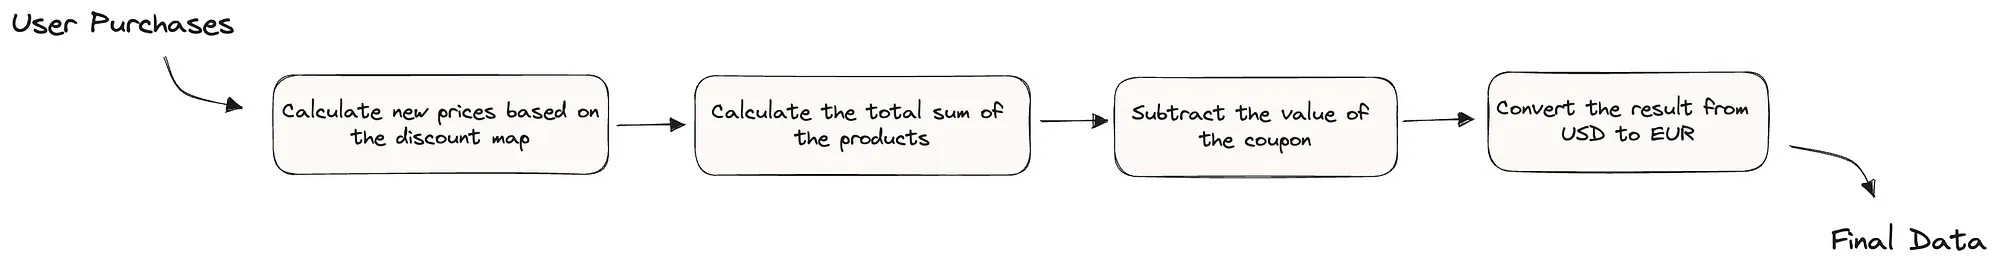 User Purchases
Calculate new prices based on
the discount map
Calculate the total sum of
the products
Subtract the value of
the coupon
Convert the result from
USD to EUR
Final Data